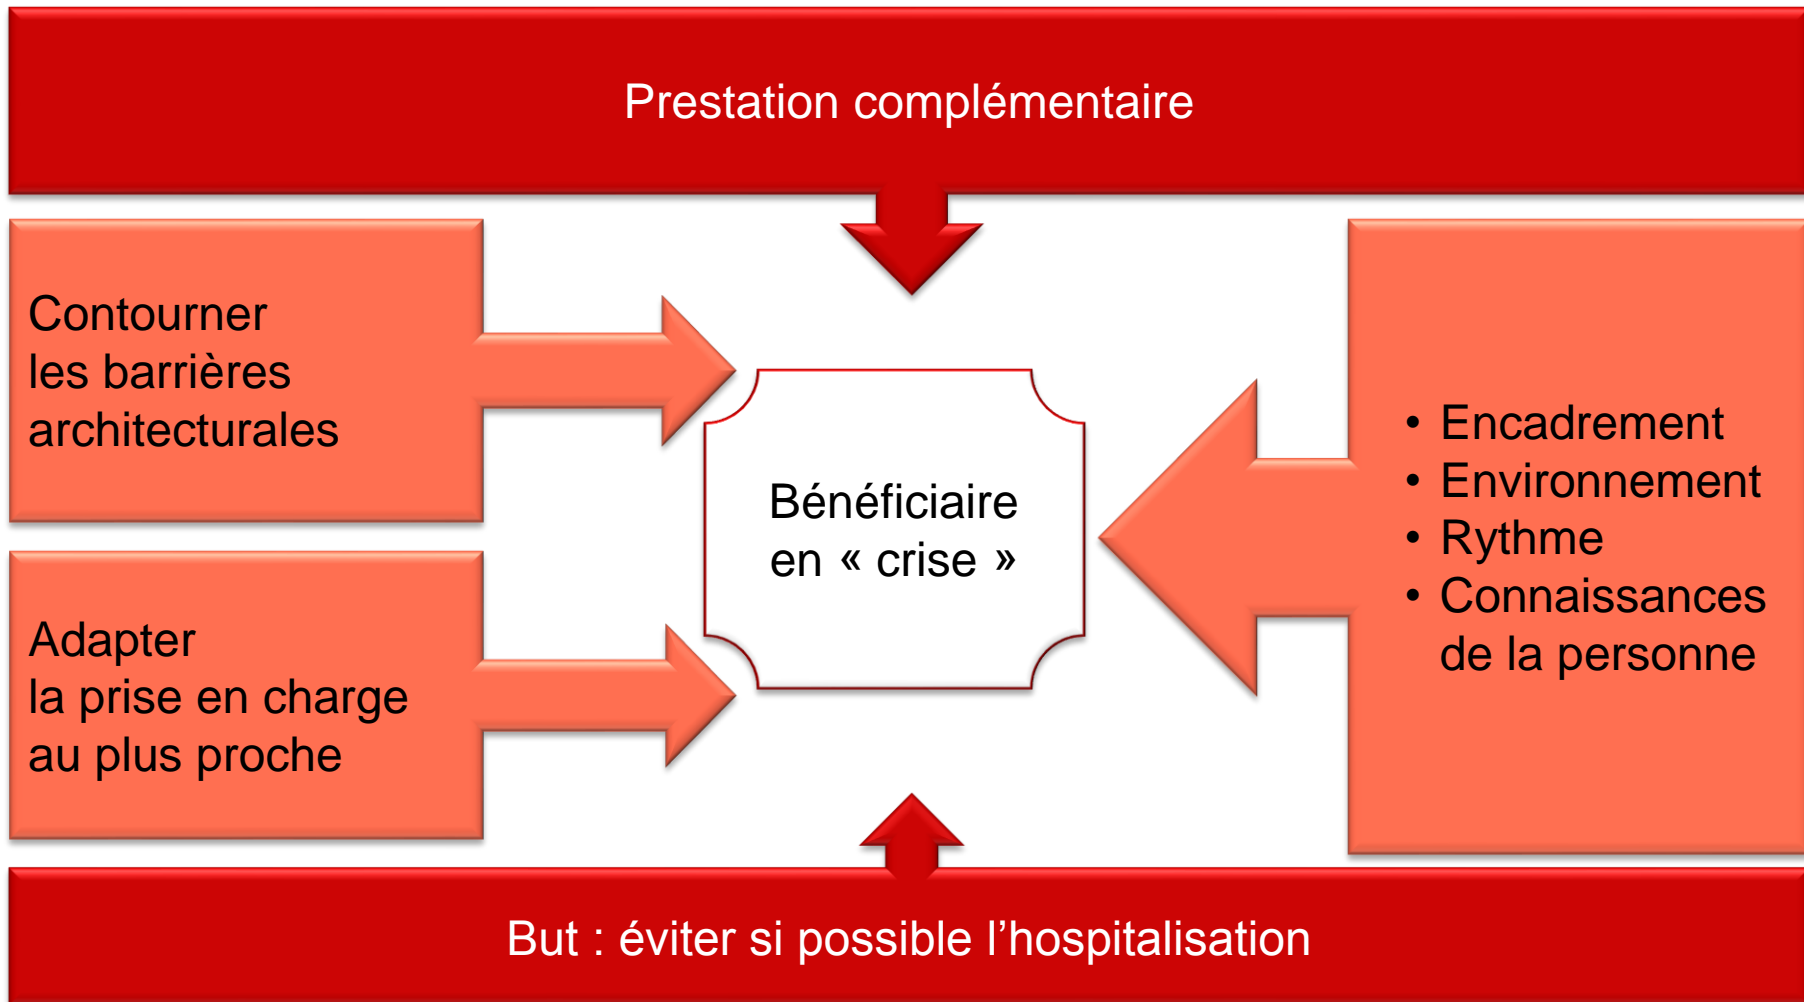 Prestation complémentaire
Contourner
les barrières
architecturales
Adapter
la prise en charge
au plus proche
Bénéficiaire
en « crise »
• Encadrement
• Environnement
• Rythme
• Connaissances
de la personne
But : éviter si possible l’hospitalisation